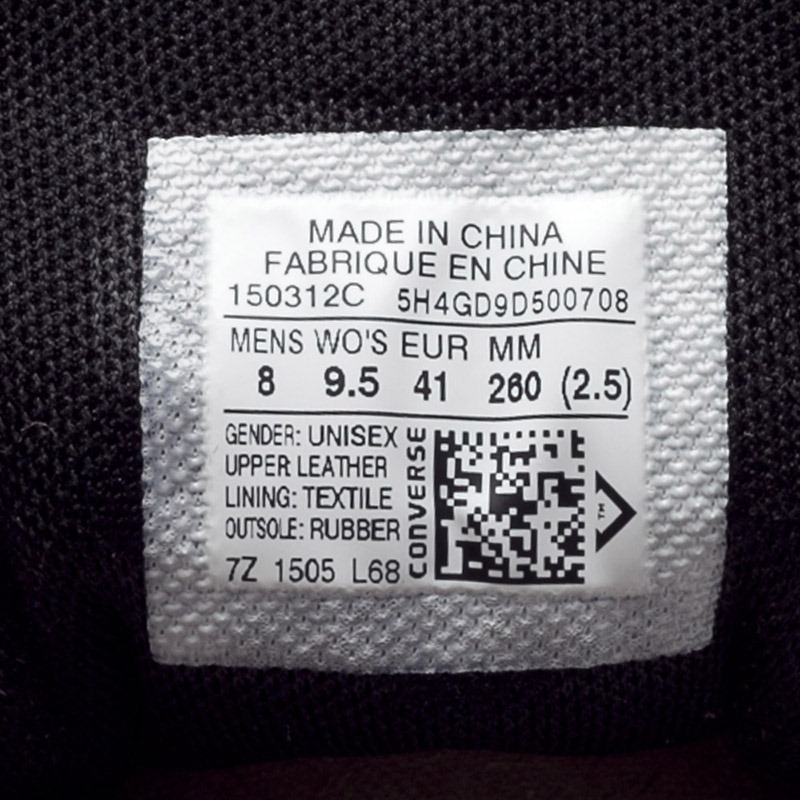 MADE IN CHINA
FABRIQUE EN CHINE
150312C 5H4GD9D500708
MENS WO'S EUR MM
8 9.5 41 260 (2.5)
GENDER: UNISEX
UPPER: LEATHER
LINING: TEXTILE
OUTSOLE: RUBBER
7Z 1505 L68
CONVERSE
TM